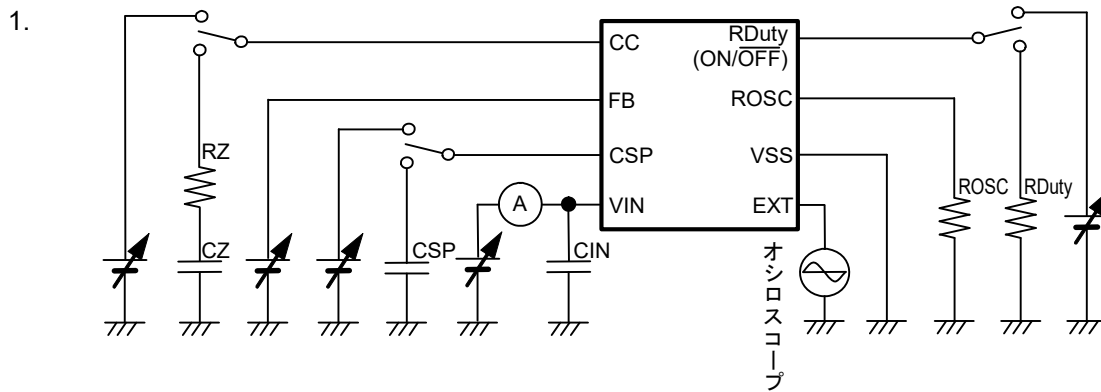 1.
CC
FB
CSP
VIN
RDuty
(ON/OFF)
ROSC
VSS
EXT
RZ
CZ
CSP
A
CIN
オシロスコープ
ROSC
RDuty